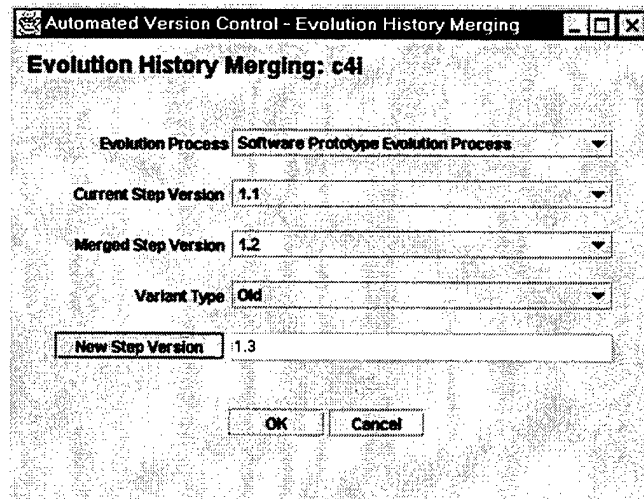 Automated Version Control - Evolution History Merging
Evolution History Merging: c4i
Evolution Process Software Prototype Evolution Process
Current Step Version 1.1
Merged Step Version 1.2
Variant Type Old
New Step Version 1.3
OK Cancel